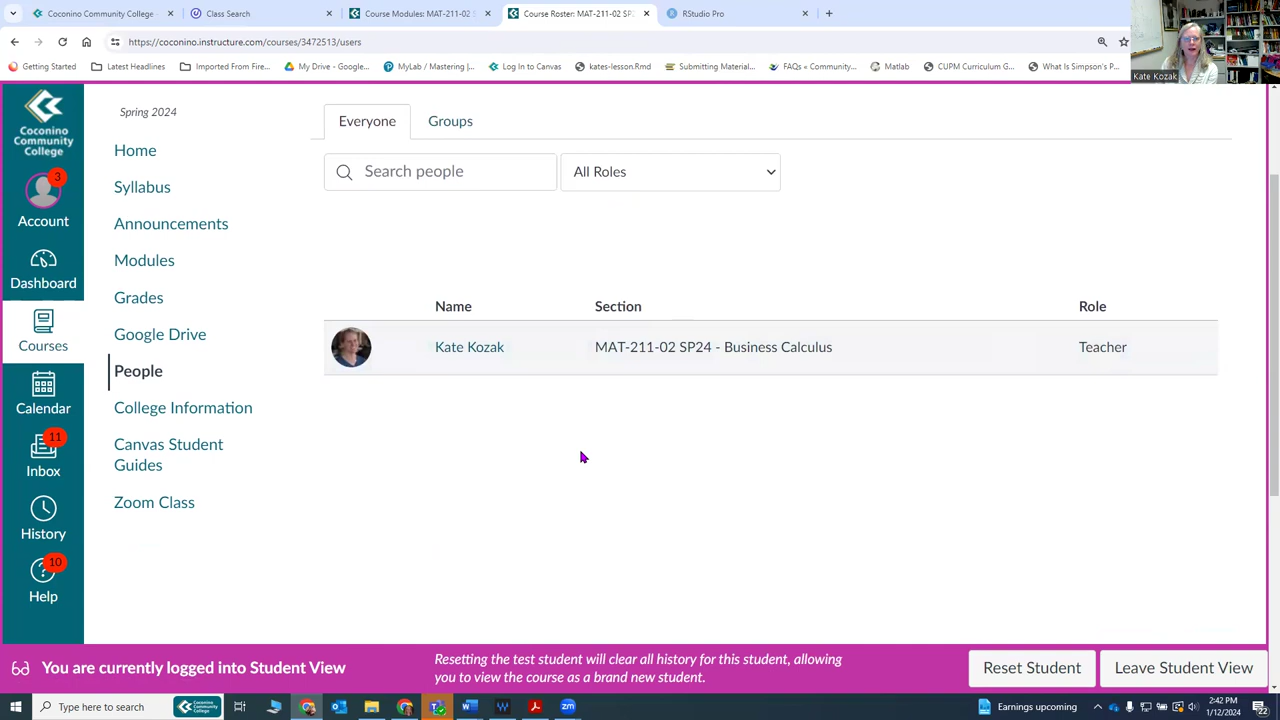 Coconino Community College -
Class Search
Course Modules: MAT-211-02 S
Course Roster: MAT-211-02 SP2
RStudio Pro
https://coconino.instructure.com/courses/3472513/users
Getting Started
Latest Headlines
Imported From Fire...
My Drive - Google...
MyLab / Mastering |...
Log In to Canvas
kates-lesson.Rmd
Submitting Material...
FAQs « Community...
Matlab
CUPM Curriculum G...
What Is Simpson's P...
Kate Kozak
Coconino
Community
College
3
Account
Dashboard
Courses
Calendar
11
Inbox
History
10
Help
Spring 2024
Home
Syllabus
Announcements
Modules
Grades
Google Drive
People
College Information
Canvas Student
Guides
Zoom Class
Everyone
Groups
Search people
All Roles
Name
Section
Role
Kate Kozak
MAT-211-02 SP24 - Business Calculus
Teacher
You are currently logged into Student View
Resetting the test student will clear all history for this student, allowing
you to view the course as a brand new student.
Reset Student
Leave Student View
Type here to search
Earnings upcoming
2:42 PM
1/12/2024
22